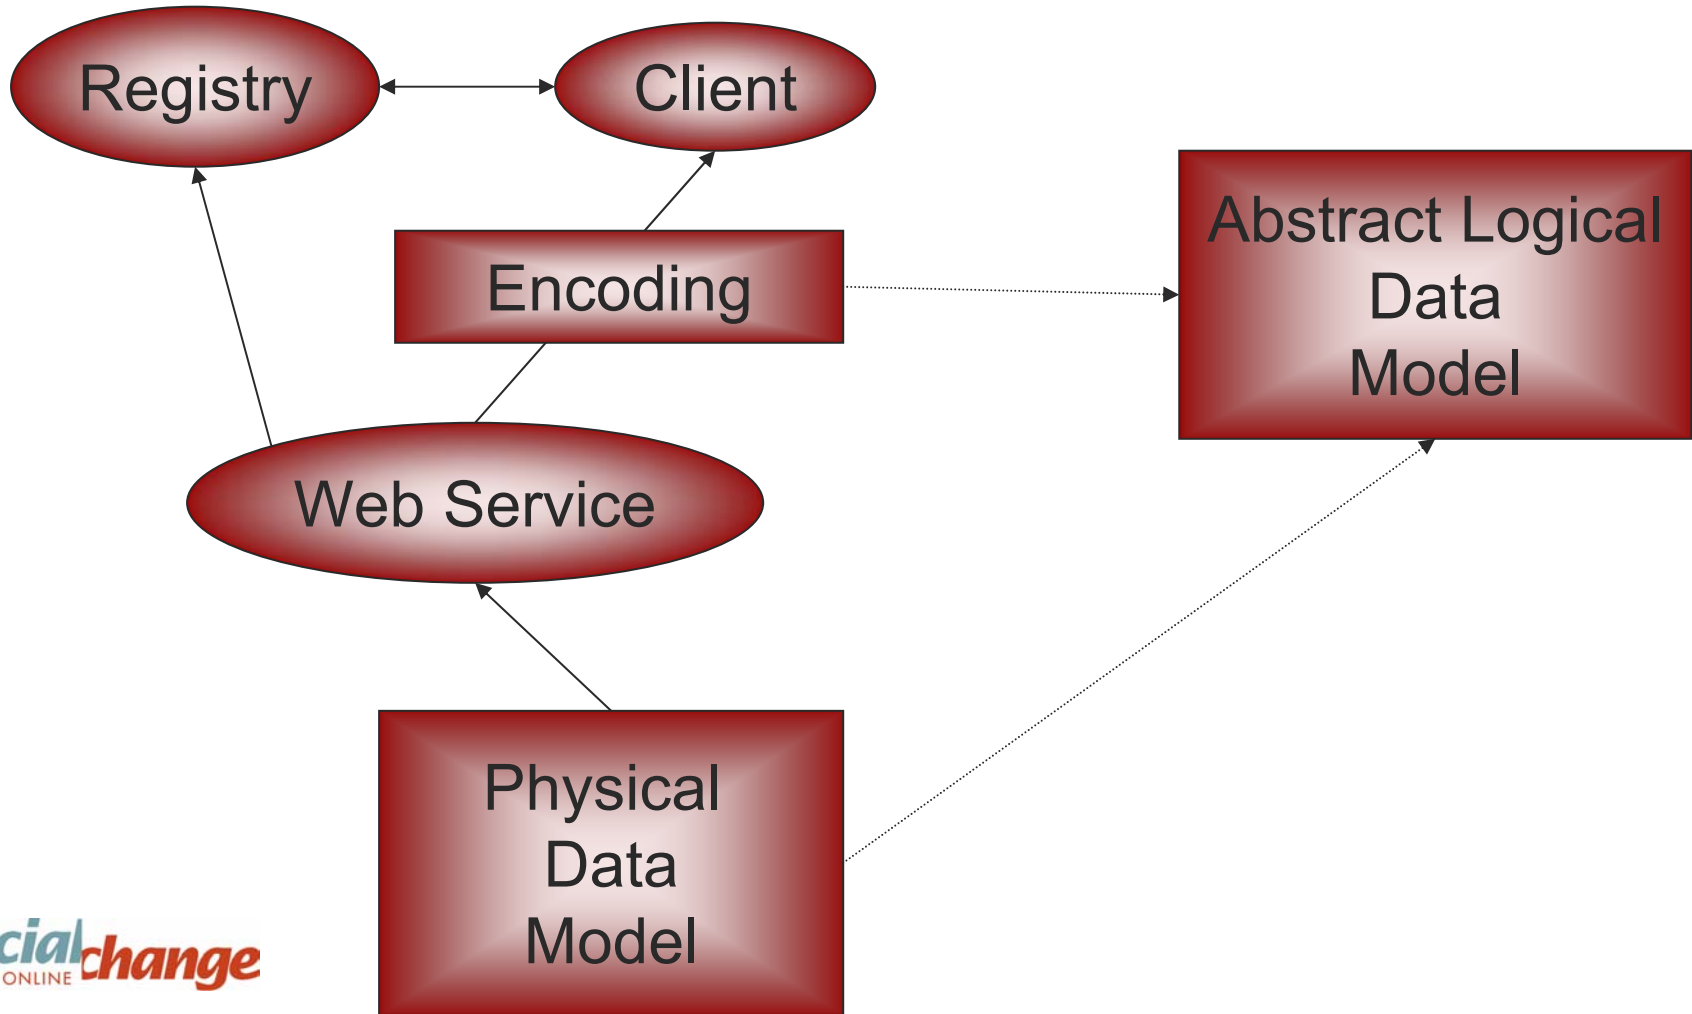 Registry
Client
Abstract Logical
Data
Model
Encoding
Web Service
Physical
Data
Model
cial change
ONLINE